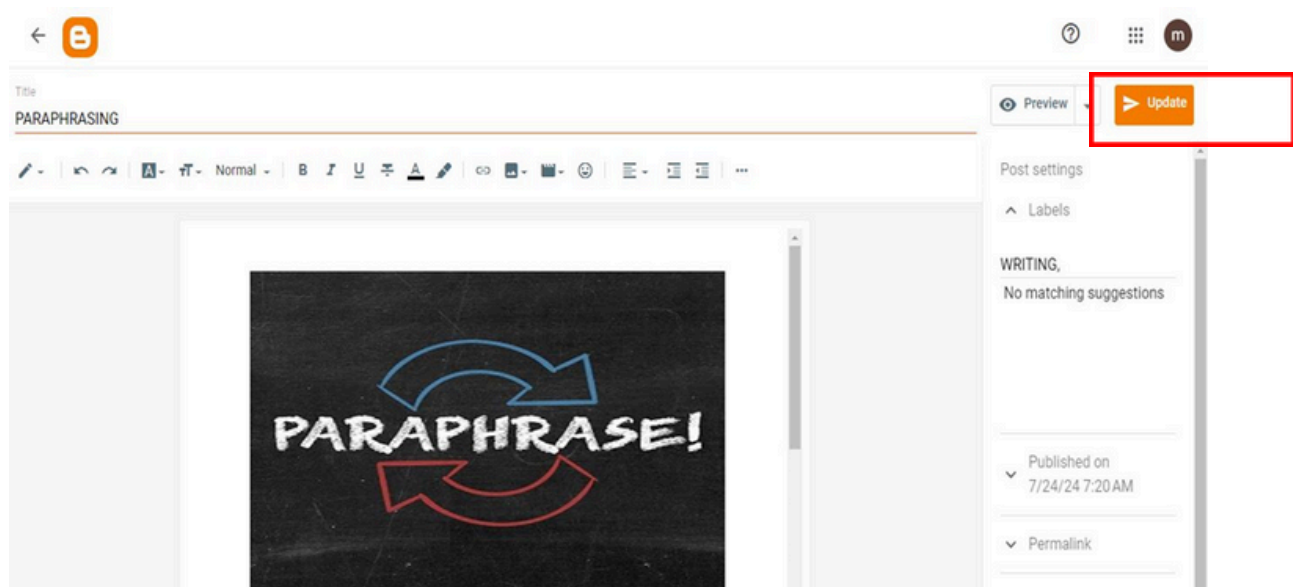 m
Title
PARAPHRASING
Preview
Update
Normal
B I U A
Post settings
Labels
WRITING,
No matching suggestions
PARAPHRASE!
Published on
7/24/24 7:20 AM
Permalink